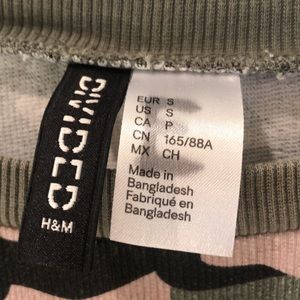 DIVIDED
H&M
EUR S
US S
CA P
CN 165/88A
MX CH
Made in
Bangladesh
Fabriqué en
Bangladesh